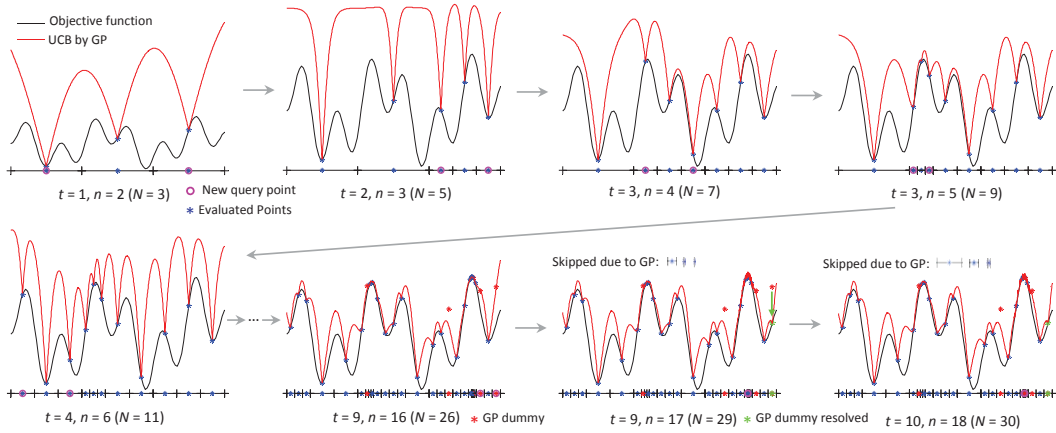 Objective function
UCB by GP
t = 1, n = 2 (N = 3)
t = 2, n = 3 (N = 5)
t = 3, n = 4 (N = 7)
t = 3, n = 5 (N = 9)
New query point
Evaluated Points
Skipped due to GP:
Skipped due to GP:
...
t = 4, n = 6 (N = 11)
t = 9, n = 16 (N = 26)
GP dummy
t = 9, n = 17 (N = 29)
GP dummy resolved
t = 10, n = 18 (N = 30)